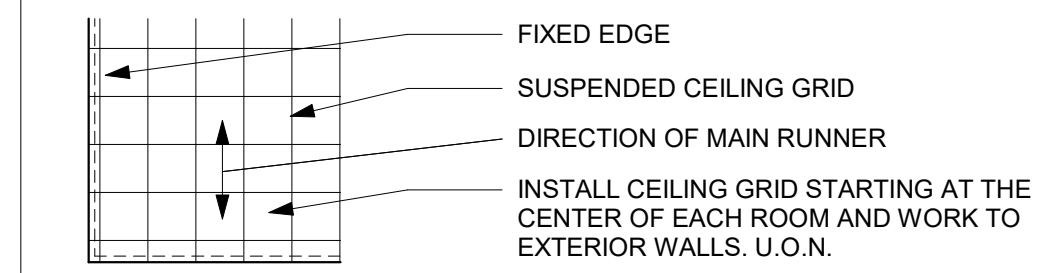 FIXED EDGE
SUSPENDED CEILING GRID
DIRECTION OF MAIN RUNNER
INSTALL CEILING GRID STARTING AT THE
CENTER OF EACH ROOM AND WORK TO
EXTERIOR WALLS. U.O.N.